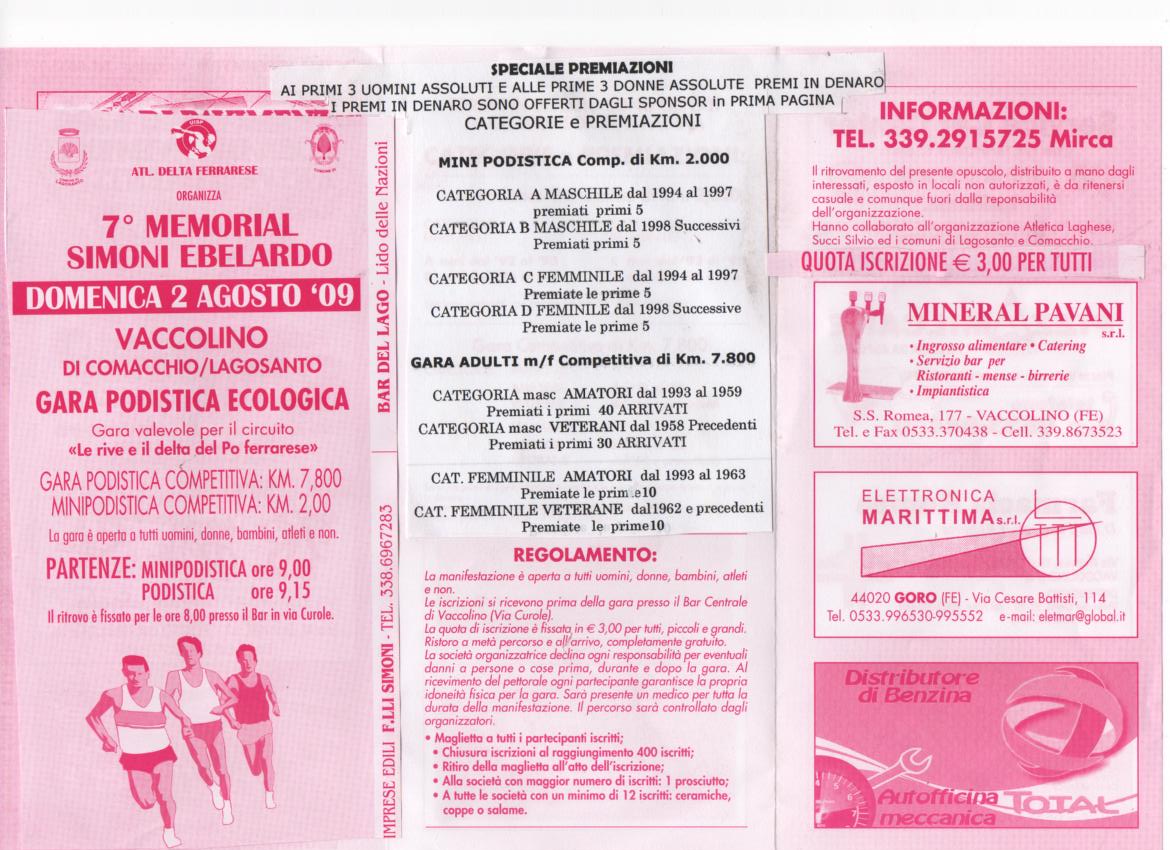 SPECIALE PREMIAZIONI
AI PRIMI 3 UOMINI ASSOLUTI E ALLE PRIME 3 DONNE ASSOLUTE PREMI IN DENARO
I PREMI IN DENARO SONO OFFERTI DAGLI SPONSOR in PRIMA PAGINA
UISP
ATL. DELTA FERRARESE
ORGANIZZA
7° MEMORIAL
SIMONI EBELARDO
DOMENICA 2 AGOSTO '09
VACCOLINO
DI COMACCHIO/LAGOSANTO
GARA PODISTICA ECOLOGICA
Gara valevole per il circuito
«Le rive e il delta del Po ferrarese»
GARA PODISTICA COMPETITIVA: KM. 7,800
MINIPODISTICA COMPETITIVA: KM. 2,00
La gara è aperta a tutti uomini, donne, bambini, atleti e non.
PARTENZE: MINIPODISTICA ore 9,00
PODISTICA ore 9,15
Il ritrovo è fissato per le ore 8,00 presso il Bar in via Curole.
BAR DEL LAGO - Lido delle Nazioni
IMPRESE EDILI F.LLI SIMONI - TEL. 338.6967283
CATEGORIE e PREMIAZIONI
MINI PODISTICA Comp. di Km. 2.000
CATEGORIA A MASCHILE dal 1994 al 1997
premiati primi 5
CATEGORIA B MASCHILE dal 1998 Successivi
Premiati primi 5
CATEGORIA C FEMMINILE dal 1994 al 1997
Premiate le prime 5
CATEGORIA D FEMINILE dal 1998 Successive
Premiate le prime 5
GARA ADULTI m/f Competitiva di Km. 7.800
CATEGORIA masc AMATORI dal 1993 al 1959
Premiati i primi 40 ARRIVATI
CATEGORIA masc VETERANI dal 1958 Precedenti
Premiati i primi 30 ARRIVATI
CAT. FEMMINILE AMATORI dal 1993 al 1963
Premiate le prime 10
CAT. FEMMINILE VETERANE dal1962 e precedenti
Premiate le prime 10
REGOLAMENTO:
La manifestazione è aperta a tutti uomini, donne, bambini, atleti
e non.
Le iscrizioni si ricevono prima della gara presso il Bar Centrale
di Vaccolino (Via Curole).
La quota di iscrizione è fissata in € 3,00 per tutti, piccoli e grandi.
Ristoro a metà percorso e all'arrivo, completamente gratuito.
La società organizzatrice declina ogni responsabilità per eventuali
danni a persone o cose prima, durante e dopo la gara. Al
ricevimento del pettorale ogni partecipante garantisce la propria
idoneità fisica per la gara. Sarà presente un medico per tutta la
durata della manifestazione. Il percorso sarà controllato dagli
organizzatori.
• Maglietta a tutti i partecipanti iscritti;
• Chiusura iscrizioni al raggiungimento 400 iscritti;
• Ritiro della maglietta all'atto dell'iscrizione;
• Alla società con maggior numero di iscritti: 1 prosciutto;
• A tutte le società con un minimo di 12 iscritti: ceramiche,
coppe o salame.
INFORMAZIONI:
TEL. 339.2915725 Mirca
Il ritrovamento del presente opuscolo, distribuito a mano dagli
interessati, esposto in locali non autorizzati, è da ritenersi
casuale e comunque fuori dalla reponsabilità
dell'organizzazione.
Hanno collaborato all'organizzazione Atletica Laghese,
Succi Silvio ed i comuni di Lagosanto e Comacchio.
QUOTA ISCRIZIONE € 3,00 PER TUTTI
MINERAL PAVANI
s.r.l.
• Ingrosso alimentare • Catering
• Servizio bar per
Ristoranti - mense - birrerie
• Impiantistica
S.S. Romea, 177 - VACCOLINO (FE)
Tel. e Fax 0533.370438 - Cell. 339.8673523
ELETTRONICA
MARITTIMA s.r.l.
44020 GORO (FE) - Via Cesare Battisti, 114
Tel. 0533.996530-995552 e-mail: eletmar@global.it
Distributore
di Benzina
Autofficina
meccanica
TOTAL